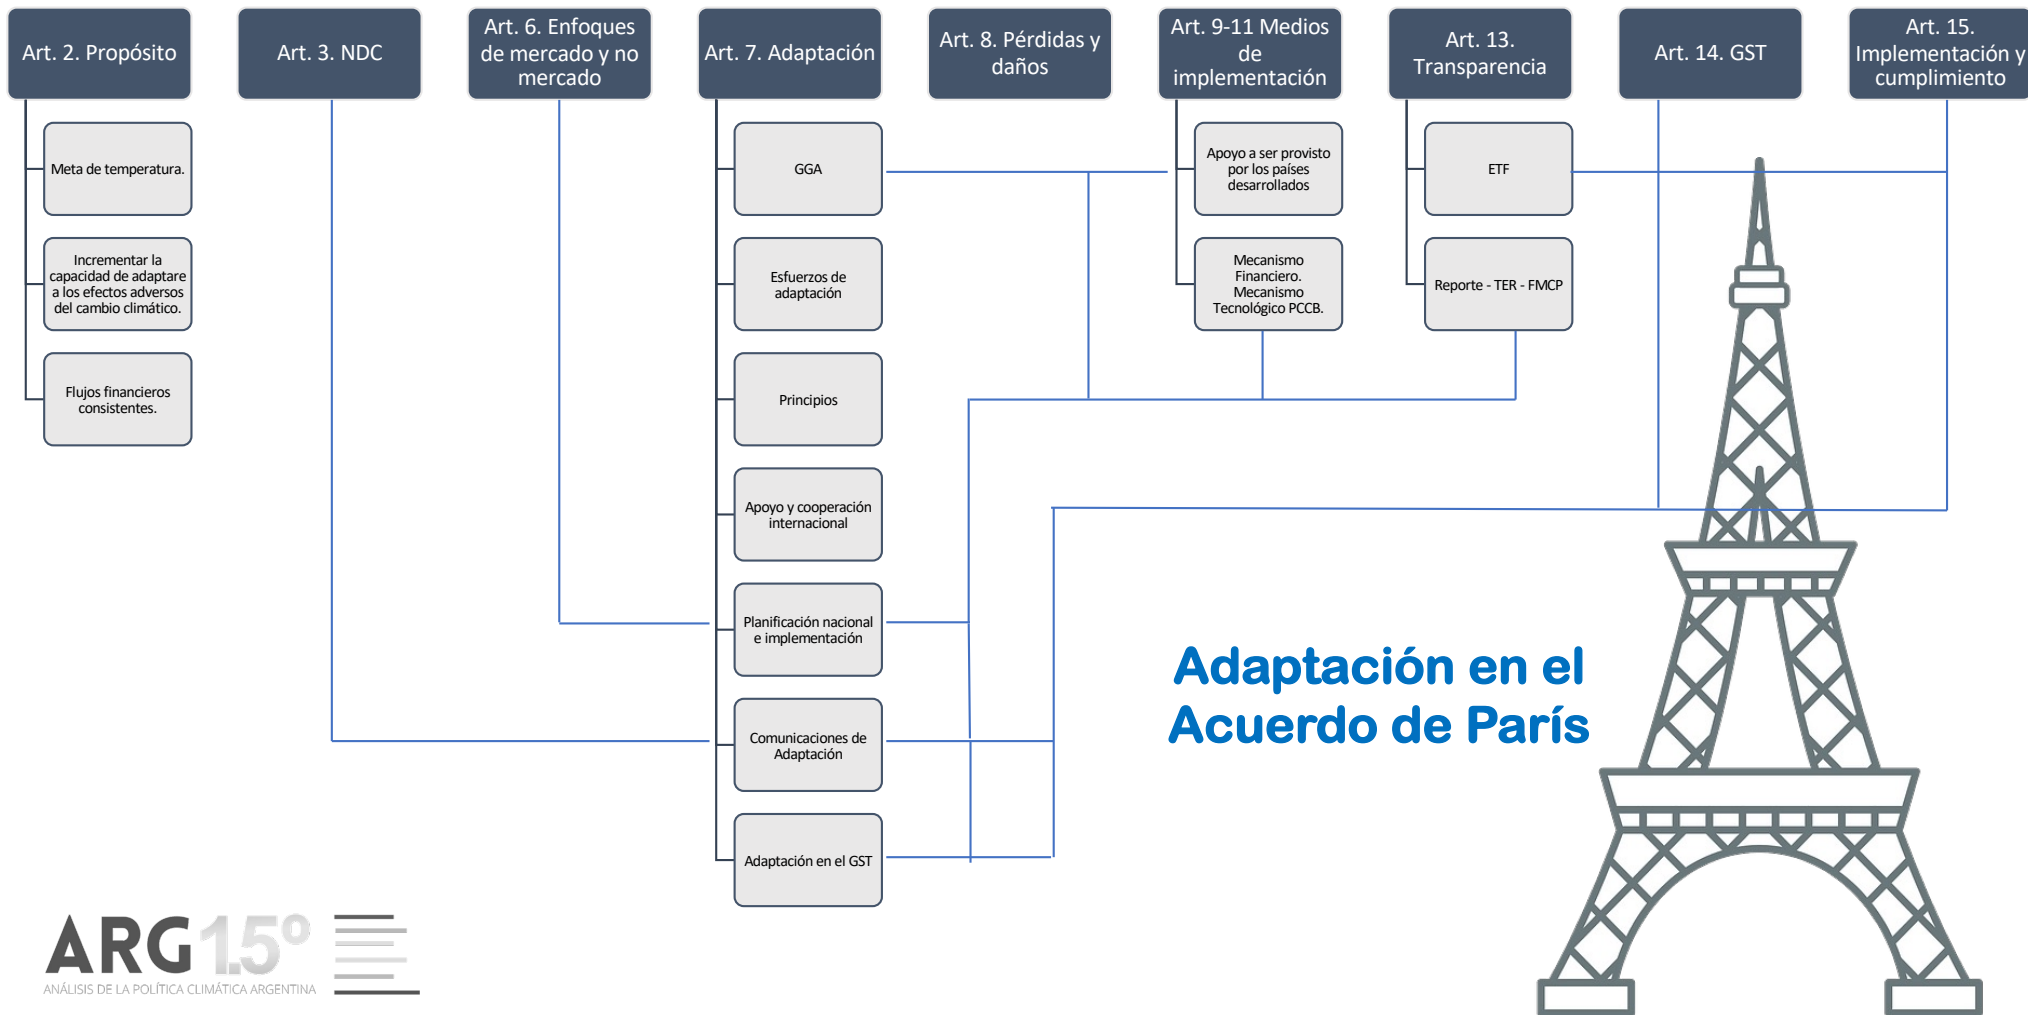 Art. 2. Propósito
Art. 3. NDC
Art. 6. Enfoques
de mercado y no
mercado
Art. 7. Adaptación
Art. 8. Pérdidas y
daños
Art. 9-11 Medios
de
implementación
Art. 13.
Transparencia
Art. 14. GST
Art. 15.
Implementación y
cumplimiento
Meta de temperatura.
Incrementar la
capacidad de adaptare
a los efectos adversos
del cambio climático.
Flujos financieros
consistentes.
GGA
Esfuerzos de
adaptación
Principios
Apoyo y cooperación
internacional
Planificación nacional
e implementación
Comunicaciones de
Adaptación
Adaptación en el GST
Apoyo a ser provisto
por los países
desarrollados
Mecanismo
Financiero.
Mecanismo
Tecnológico PCCB.
ETF
Reporte - TER - FMCP
Adaptación en el
Acuerdo de París
ARG1.5º
ANÁLISIS DE LA POLÍTICA CLIMÁTICA ARGENTINA